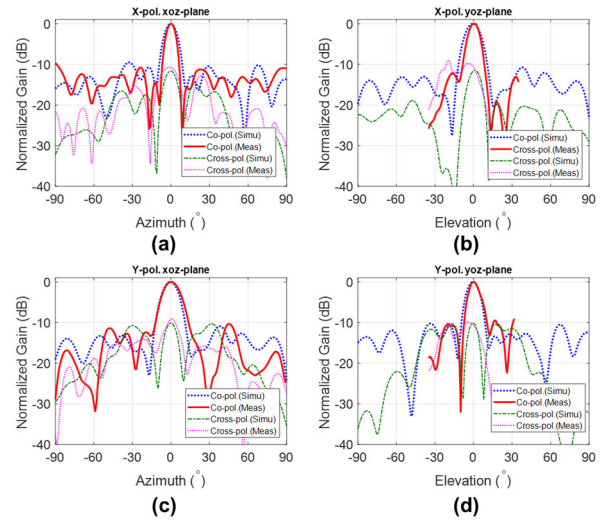 X-pol. xoz-plane
Normalized Gain (dB)
0
-10
-20
-30
-40
-90 -60 -30 0 30 60 90
Azimuth (°)
Co-pol.(Simu)
Co-pol.(Meas)
Cross-pol.(Simu)
Cross-pol.(Meas)
(a)
X-pol. yoz-plane
Normalized Gain (dB)
0
-10
-20
-30
-40
-90 -60 -30 0 30 60 90
Elevation (°)
Co-pol.(Simu)
Cross-pol.(Meas)
Cross-pol.(Simu)
Cross-pol.(Meas)
(b)
Y-pol. xoz-plane
Normalized Gain (dB)
0
-10
-20
-30
-40
-90 -60 -30 0 30 60 90
Azimuth (°)
Co-pol.(Simu)
Co-pol.(Meas)
Cross-pol.(Simu)
Cross-pol.(Meas)
(c)
Y-pol. yoz-plane
Normalized Gain (dB)
0
-10
-20
-30
-40
-90 -60 -30 0 30 60 90
Elevation (°)
Co-pol.(Simu)
Co-pol.(Meas)
Cross-pol.(Simu)
Cross-pol.(Meas)
(d)